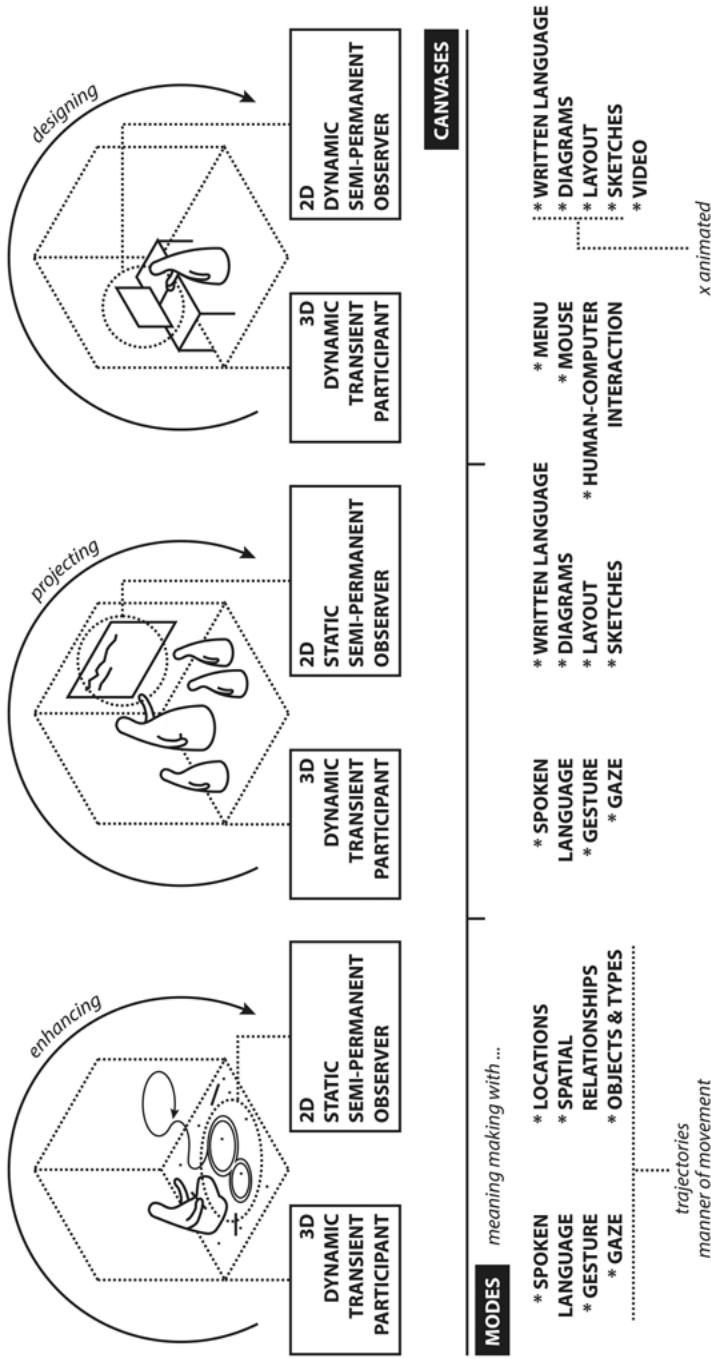 enhancing
projecting
designing
3D
DYNAMIC
TRANSIENT
PARTICIPANT
2D
STATIC
SEMI-PERMANENT
OBSERVER
3D
DYNAMIC
TRANSIENT
PARTICIPANT
2D
STATIC
SEMI-PERMANENT
OBSERVER
3D
DYNAMIC
TRANSIENT
PARTICIPANT
2D
DYNAMIC
SEMI-PERMANENT
OBSERVER
CANVASES
MODES
meaning making with ...
* SPOKEN
LANGUAGE
* GESTURE
* GAZE
* LOCATIONS
* SPATIAL
RELATIONSHIPS
* OBJECTS & TYPES
trajectories
manner of movement
* SPOKEN
LANGUAGE
* GESTURE
* GAZE
* WRITTEN LANGUAGE
* DIAGRAMS
* LAYOUT
* SKETCHES
* MENU
* MOUSE
* HUMAN-COMPUTER
INTERACTION
* WRITTEN LANGUAGE
* DIAGRAMS
* LAYOUT
* SKETCHES
* VIDEO
x animated